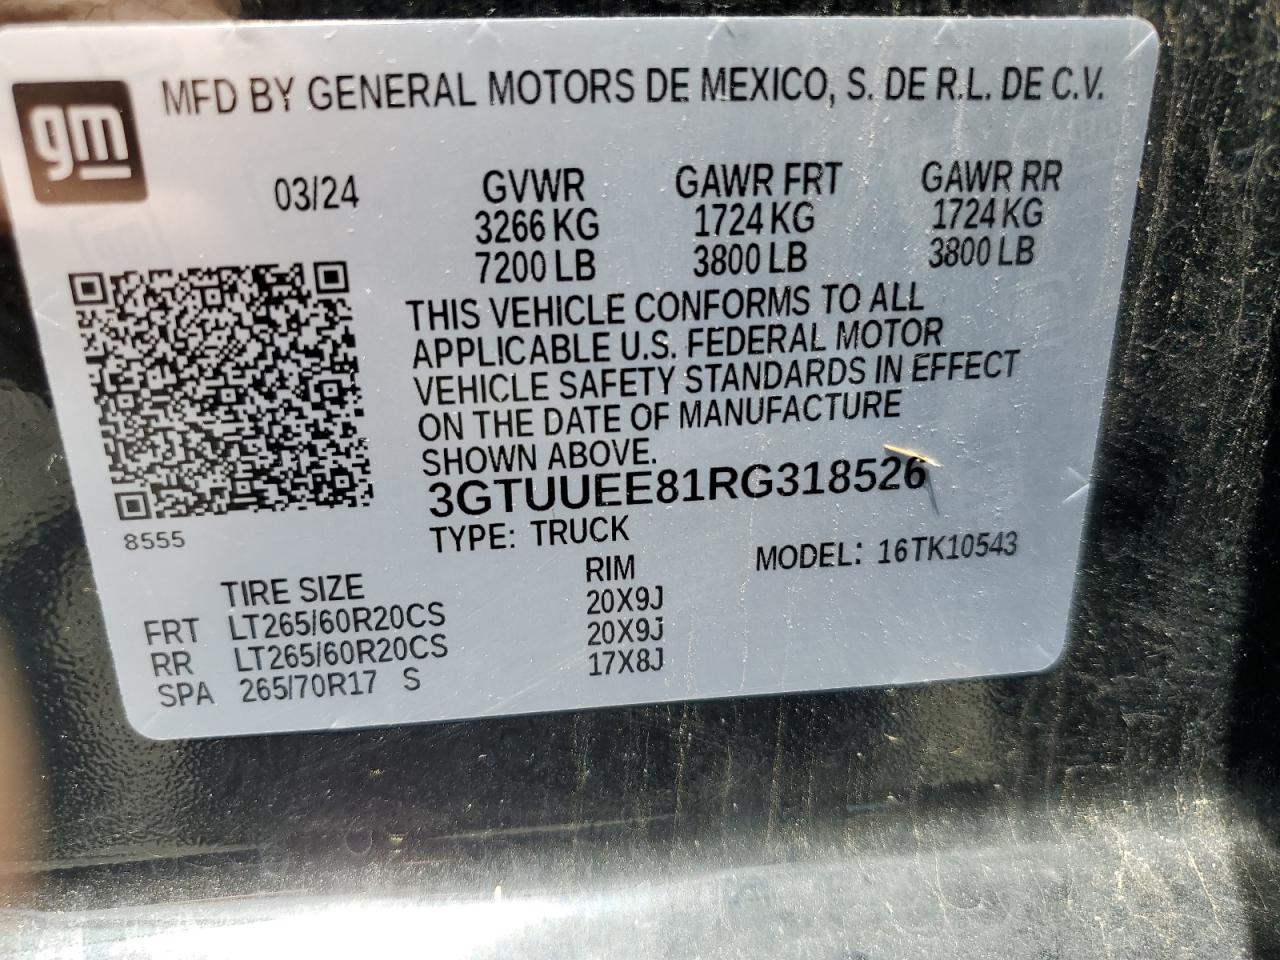 gm
MFD BY GENERAL MOTORS DE MEXICO, S. DE R.L. DE C.V.
03/24 GVWR GAWR FRT GAWR RR
3266 KG 1724 KG 1724 KG
7200 LB 3800 LB 3800 LB
THIS VEHICLE CONFORMS TO ALL
APPLICABLE U.S. FEDERAL MOTOR
VEHICLE SAFETY STANDARDS IN EFFECT
ON THE DATE OF MANUFACTURE
SHOWN ABOVE.
3GTUUEE81RG318526
8555
TYPE: TRUCK MODEL: 16TK10543
TIRE SIZE RIM
FRT LT265/60R20CS 20X9J
RR LT265/60R20CS 20X9J
SPA 265/70R17 S 17X8J